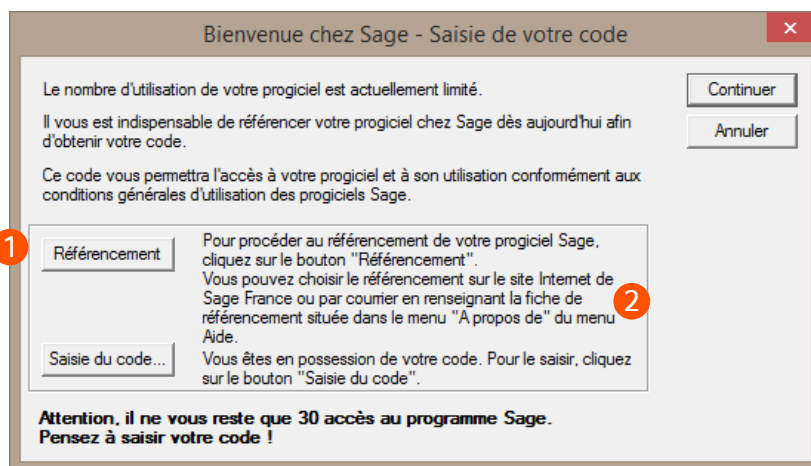 Bienvenue chez Sage - Saisie de votre code
×
Le nombre d'utilisation de votre progiciel est actuellement limité.
Continuer
Il vous est indispensable de référencer votre progiciel chez Sage dès aujourd'hui afin
d'obtenir votre code.
Annuler
Ce code vous permettra l'accès à votre progiciel et à son utilisation conformément aux
conditions générales d'utilisation des progiciels Sage.
1
Référencement
Pour procéder au référencement de votre progiciel Sage,
cliquez sur le bouton "Référencement".
Vous pouvez choisir le référencement sur le site Internet de
Sage France ou par courrier en renseignant la fiche de
référencement située dans le menu "A propos de" du menu
Aide.
2
Saisie du code...
Vous êtes en possession de votre code. Pour le saisir, cliquez
sur le bouton "Saisie du code".
Attention, il ne vous reste que 30 accès au programme Sage.
Pensez à saisir votre code !